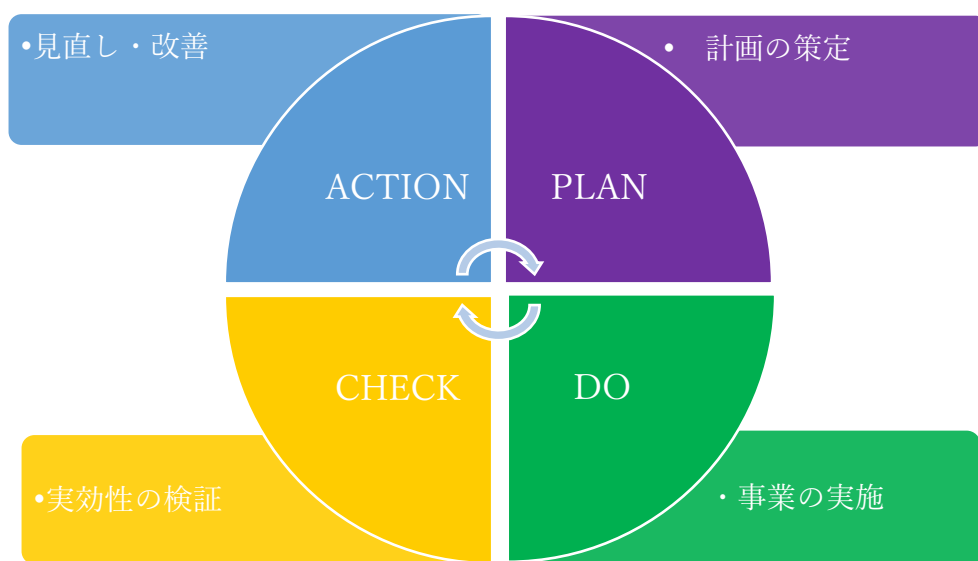 •見直し・改善
• 計画の策定
ACTION
PLAN
CHECK
DO
•実効性の検証
・事業の実施